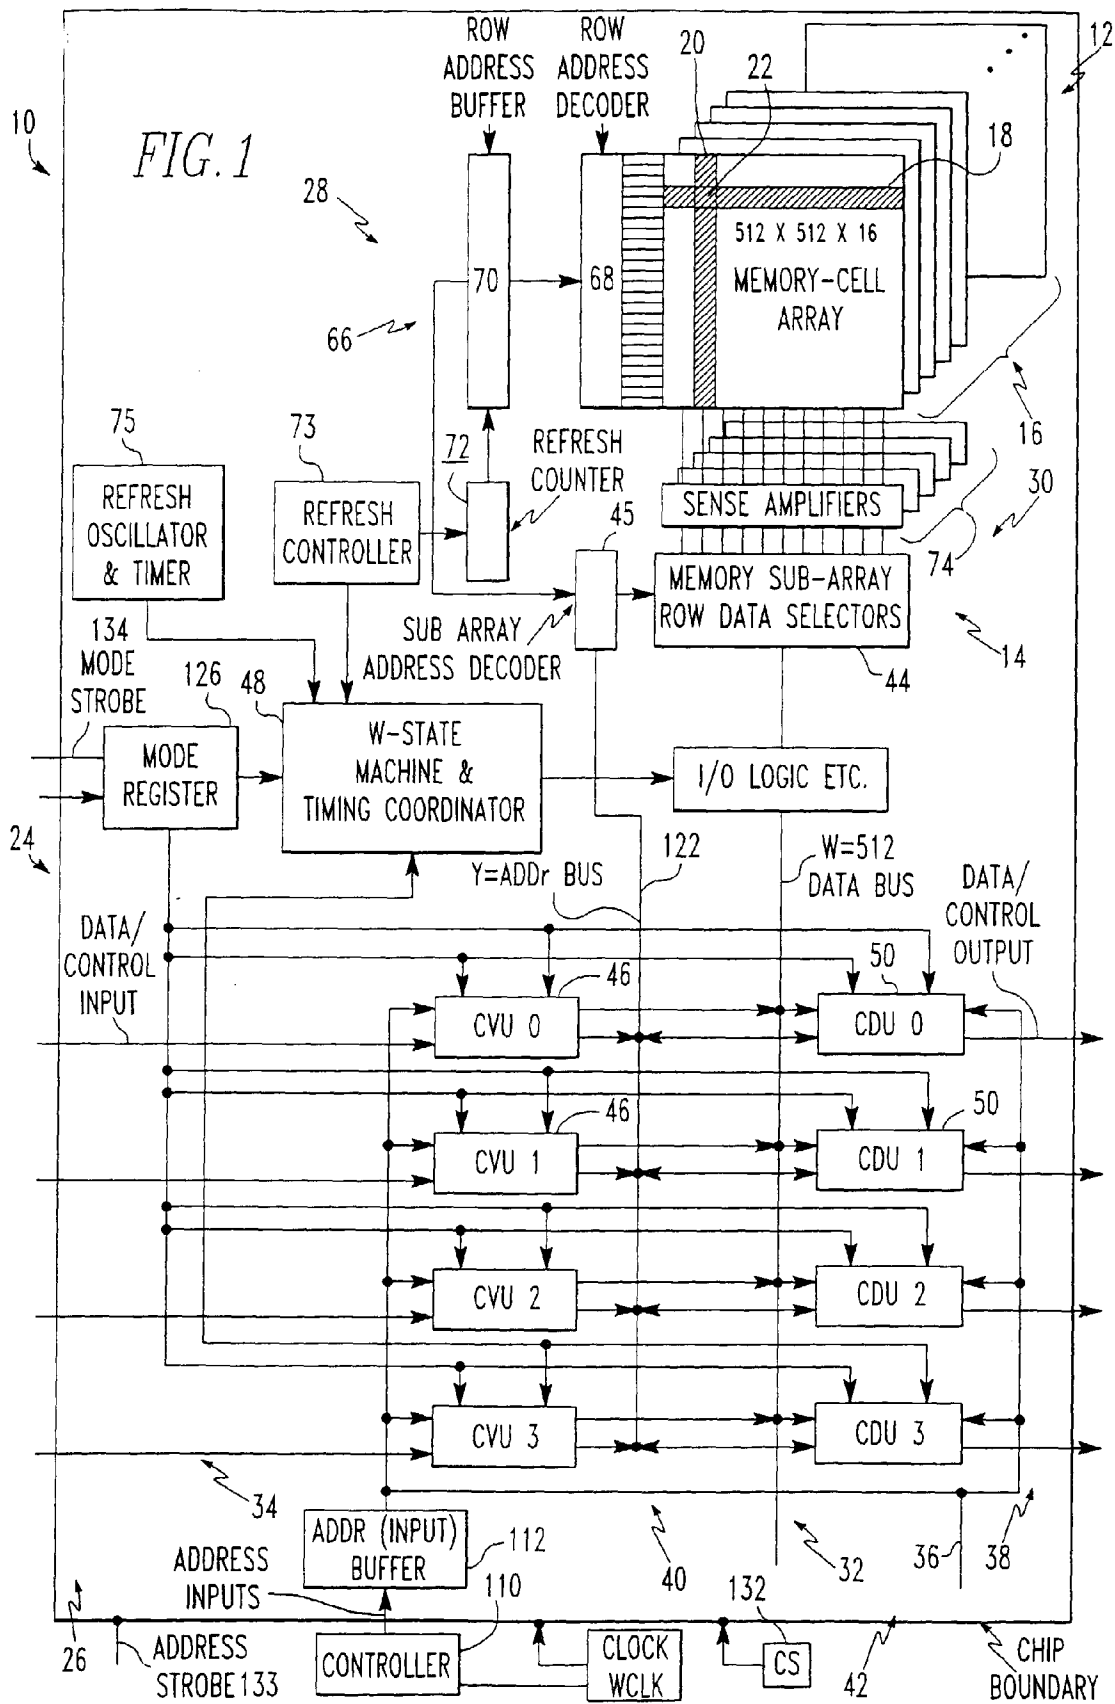 ROW
ADDRESS
BUFFER
ROW
ADDRESS
DECODER
20
22
12
10
FIG. 1
18
28
512 X 512 X 16
MEMORY-CELL
ARRAY
70
68
66
16
75
73
72
REFRESH
COUNTER
REFRESH
OSCILLATOR
& TIMER
REFRESH
CONTROLLER
45
SENSE AMPLIFIERS
30
74
MEMORY SUB-ARRAY
ROW DATA SELECTORS
SUB ARRAY
ADDRESS DECODER
14
44
134
MODE
STROBE
126
48
MODE
REGISTER
W-STATE
MACHINE &
TIMING COORDINATOR
I/O LOGIC ETC.
24
Y=ADDr BUS
122
W=512
DATA BUS
DATA/
CONTROL
OUTPUT
DATA/
CONTROL
INPUT
46
50
CVU 0
CDU 0
46
50
CVU 1
CDU 1
CVU 2
CDU 2
CVU 3
CDU 3
34
ADDR (INPUT)
BUFFER
112
40
32
36
38
ADDRESS
INPUTS
110
132
26
ADDRESS
STROBE133
CONTROLLER
CLOCK
WCLK
CS
42
CHIP
BOUNDARY